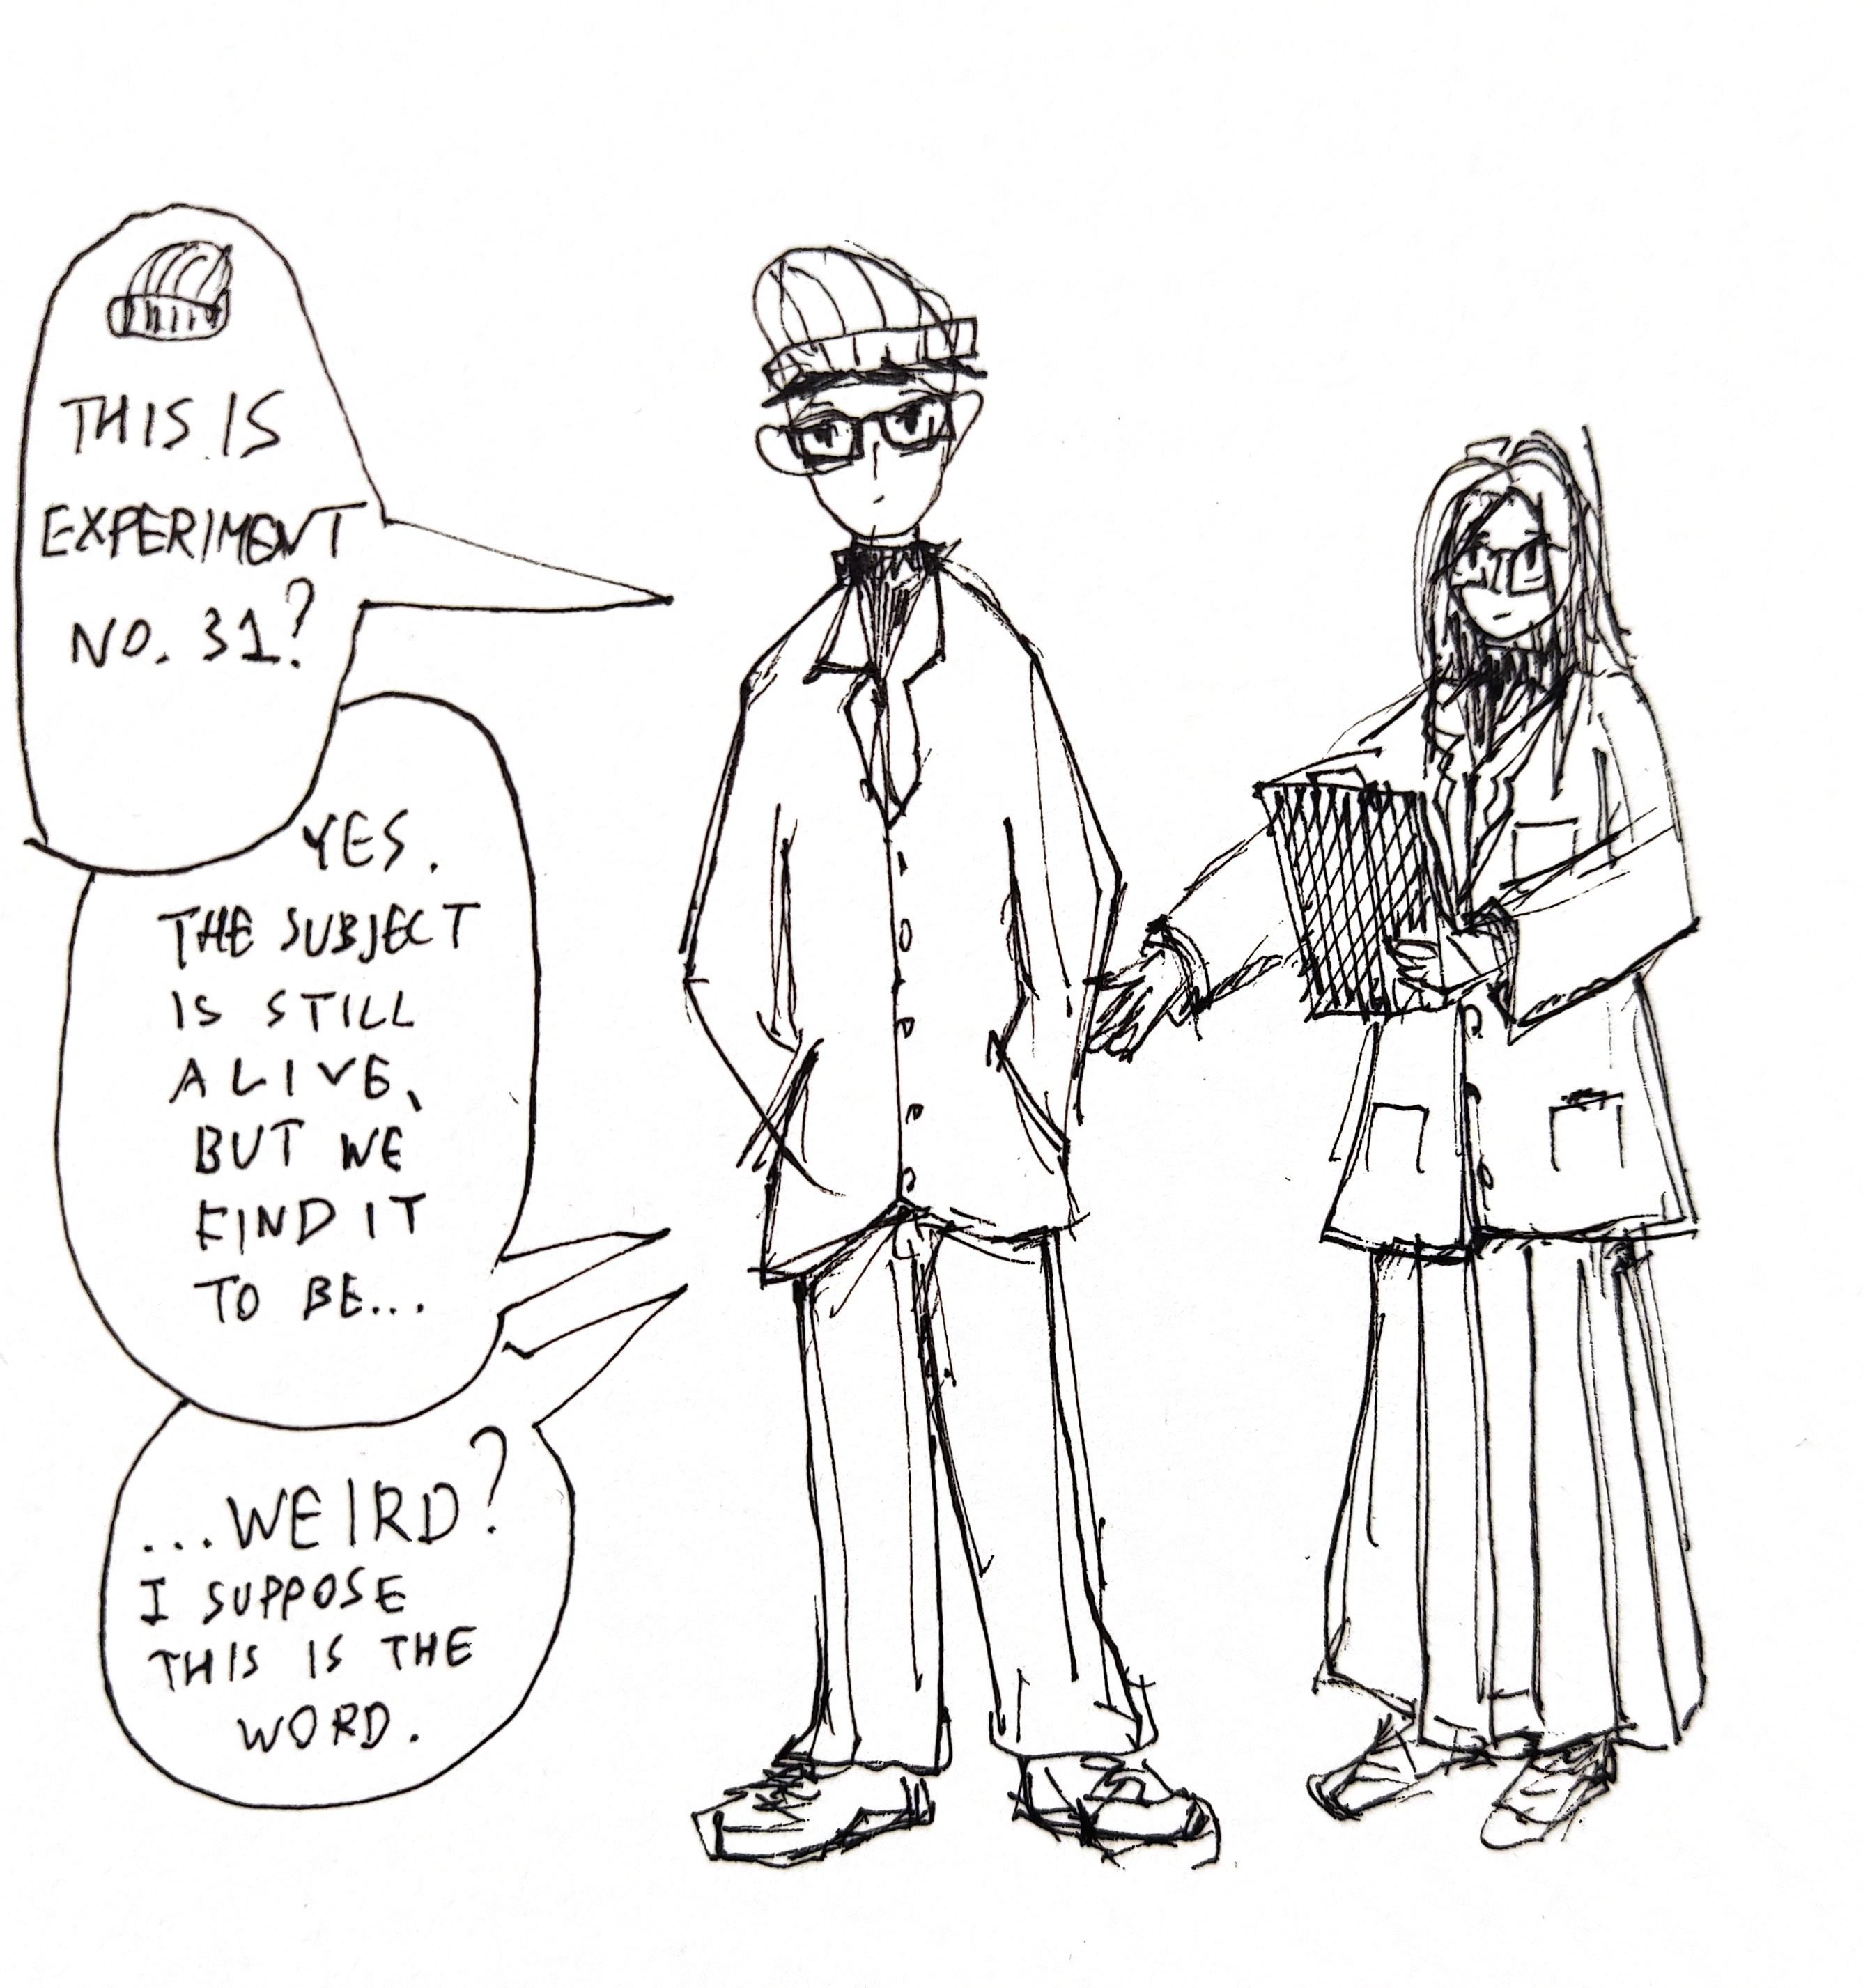 THIS IS
EXPERIMENT
NO. 31?
YES.
THE SUBJECT
IS STILL
ALIVE,
BUT WE
FIND IT
TO BE...
...WEIRD?
I SUPPOSE
THIS IS THE
WORD.